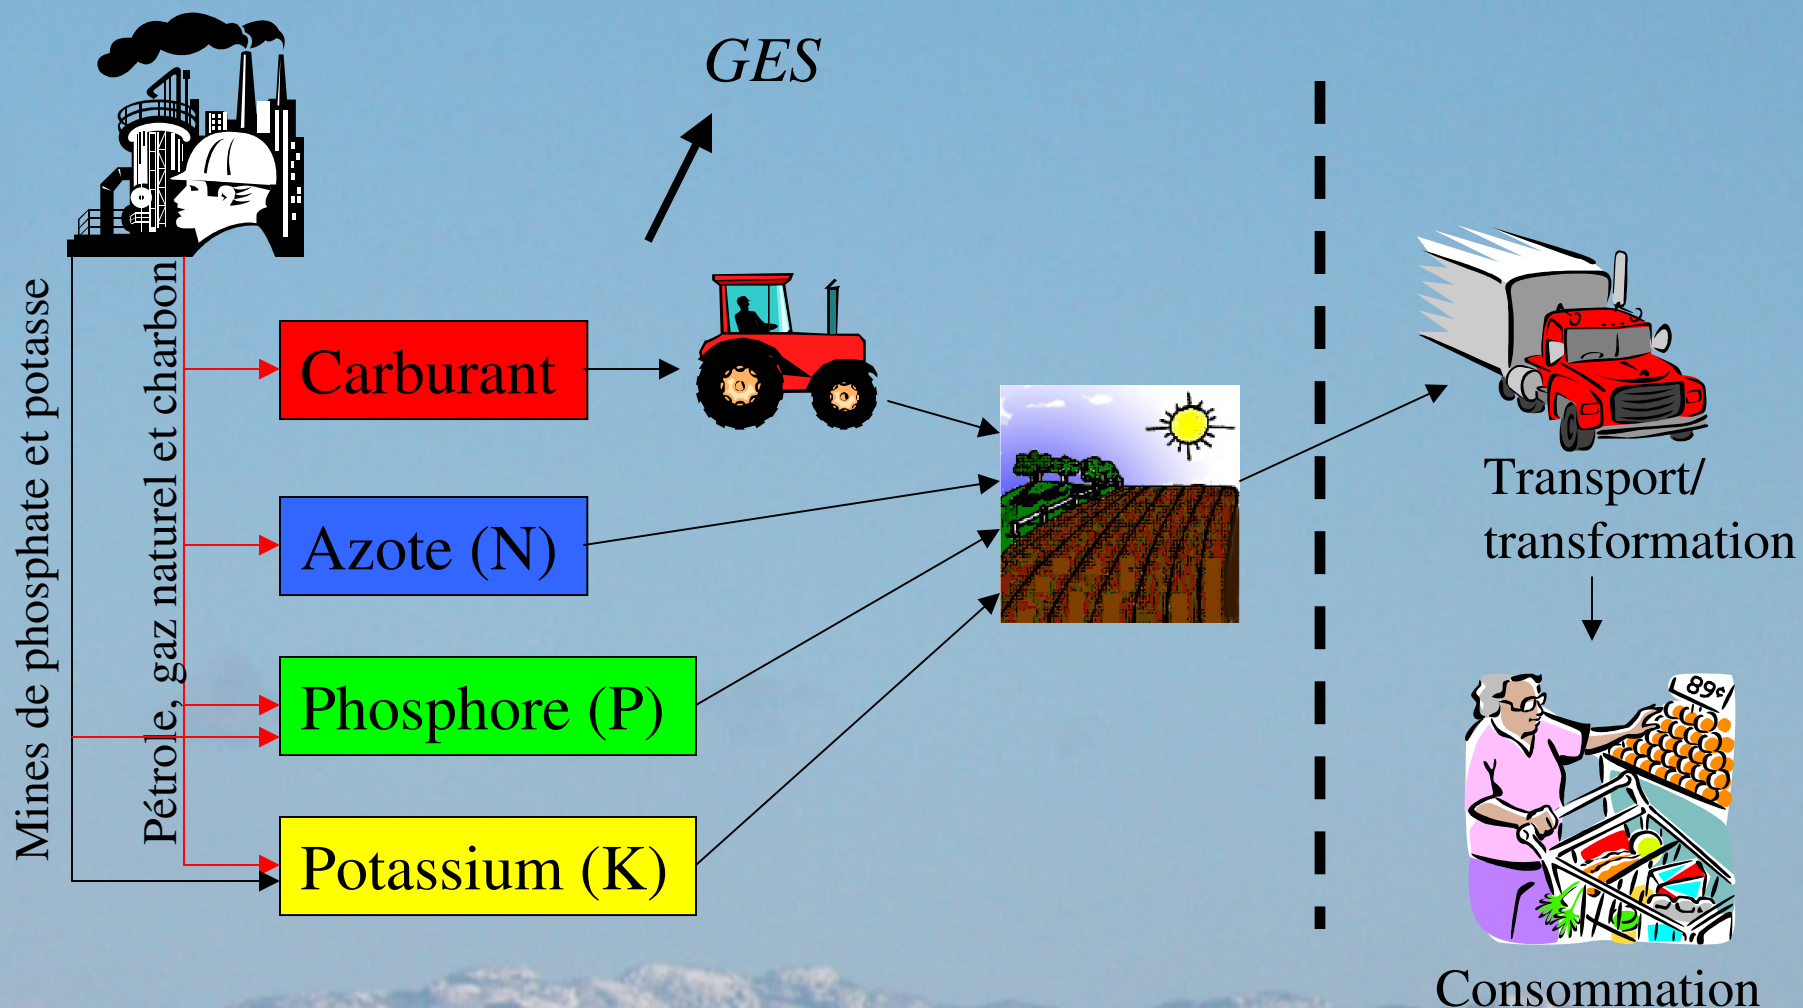 GES
Mines de phosphate et potasse
Pétrole, gaz naturel et charbon
Carburant
Azote (N)
Phosphore (P)
Potassium (K)
Transport/
transformation
89¢
Consommation